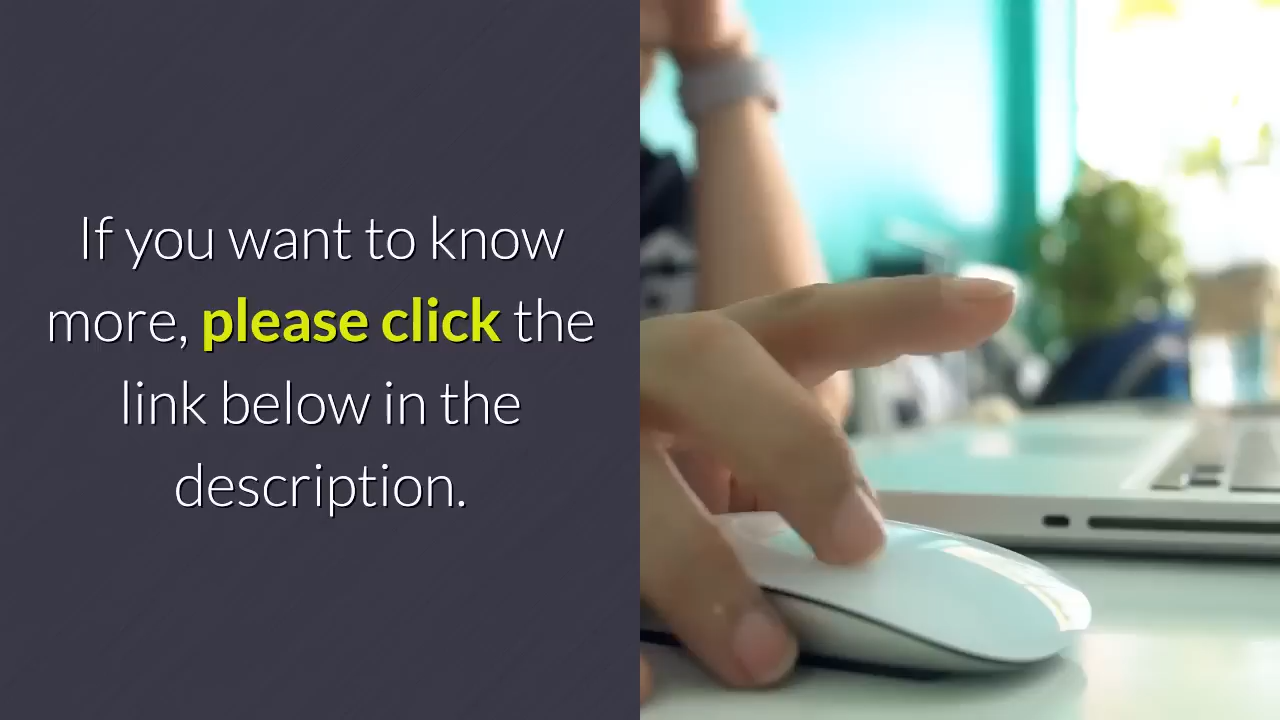 If you want to know
more, please click the
link below in the
description.